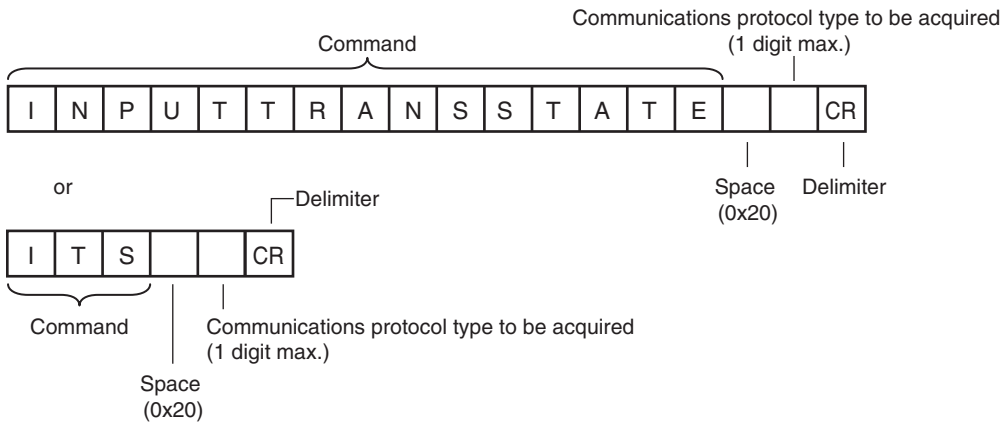 Communications protocol type to be acquired
(1 digit max.)
Command
I N P U T T R A N S S T A T E CR
Space
(0x20)
Delimiter
or
Delimiter
I T S CR
Command
Communications protocol type to be acquired
(1 digit max.)
Space
(0x20)